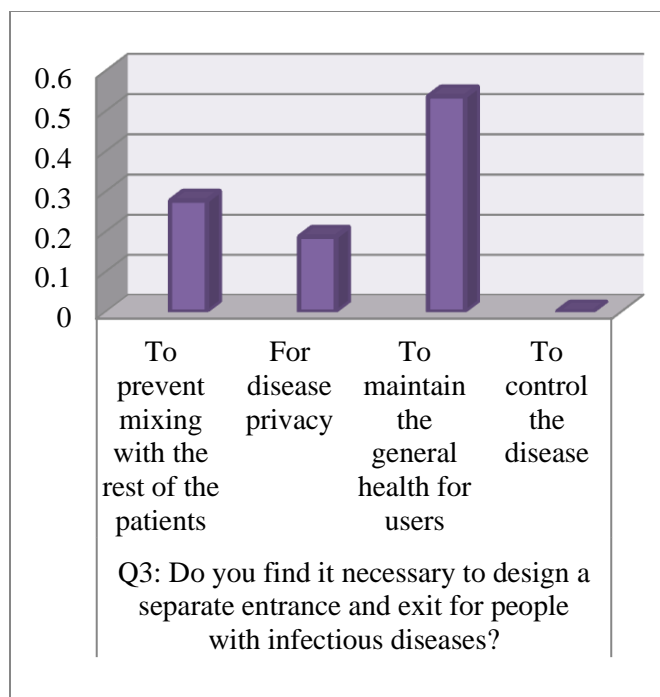 0.6
0.5
0.4
0.3
0.2
0.1
0
To
prevent
mixing
with the
rest of the
patients
For
disease
privacy
To
maintain
the
general
health for
users
To
control
the
disease
Q3: Do you find it necessary to design a
separate entrance and exit for people
with infectious diseases?